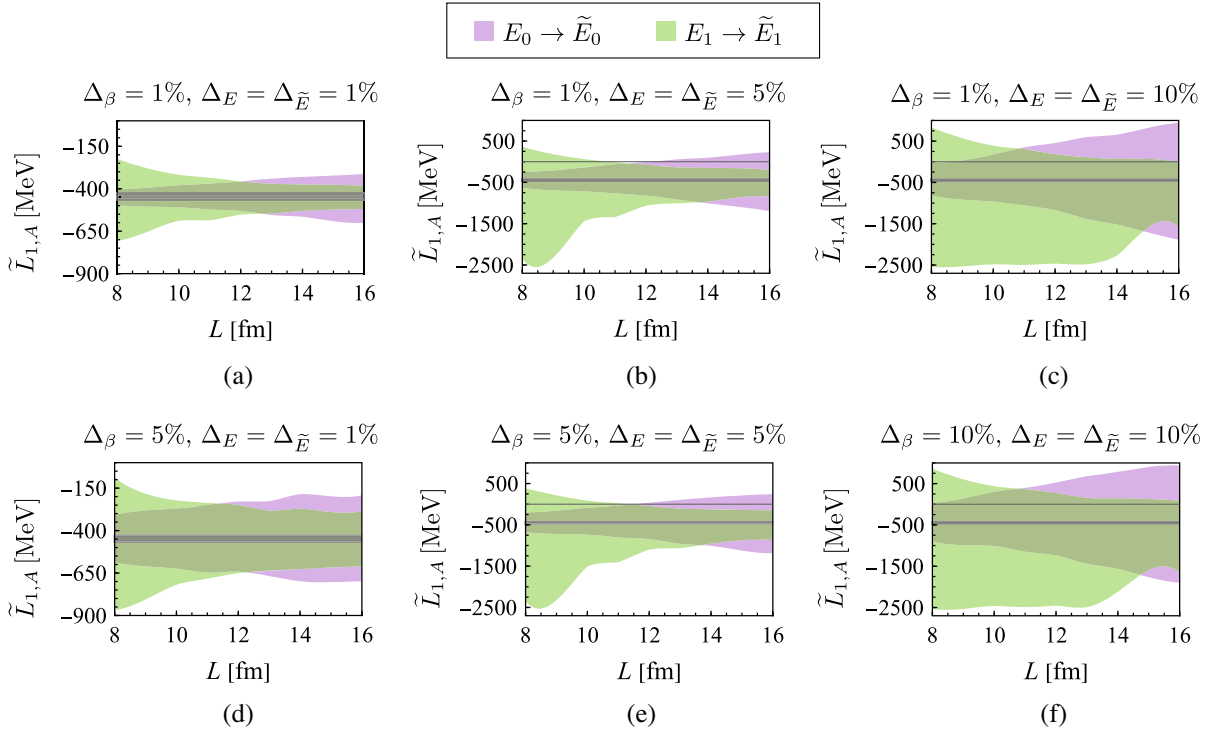 E₀ → Ẽ₀ E₁ → Ẽ₁
Δ_β = 1%, Δ_E = Δ_Ẽ = 1%
−150
−400
−650
−900
L̃₁,A [MeV]
8 10 12 14 16
L [fm]
(a)
Δ_β = 1%, Δ_E = Δ_Ẽ = 5%
500
−500
−1500
−2500
L̃₁,A [MeV]
8 10 12 14 16
L [fm]
(b)
Δ_β = 1%, Δ_E = Δ_Ẽ = 10%
500
−500
−1500
−2500
L̃₁,A [MeV]
8 10 12 14 16
L [fm]
(c)
Δ_β = 5%, Δ_E = Δ_Ẽ = 1%
−150
−400
−650
−900
L̃₁,A [MeV]
8 10 12 14 16
L [fm]
(d)
Δ_β = 5%, Δ_E = Δ_Ẽ = 5%
500
−500
−1500
−2500
L̃₁,A [MeV]
8 10 12 14 16
L [fm]
(e)
Δ_β = 10%, Δ_E = Δ_Ẽ = 10%
500
−500
−1500
−2500
L̃₁,A [MeV]
8 10 12 14 16
L [fm]
(f)